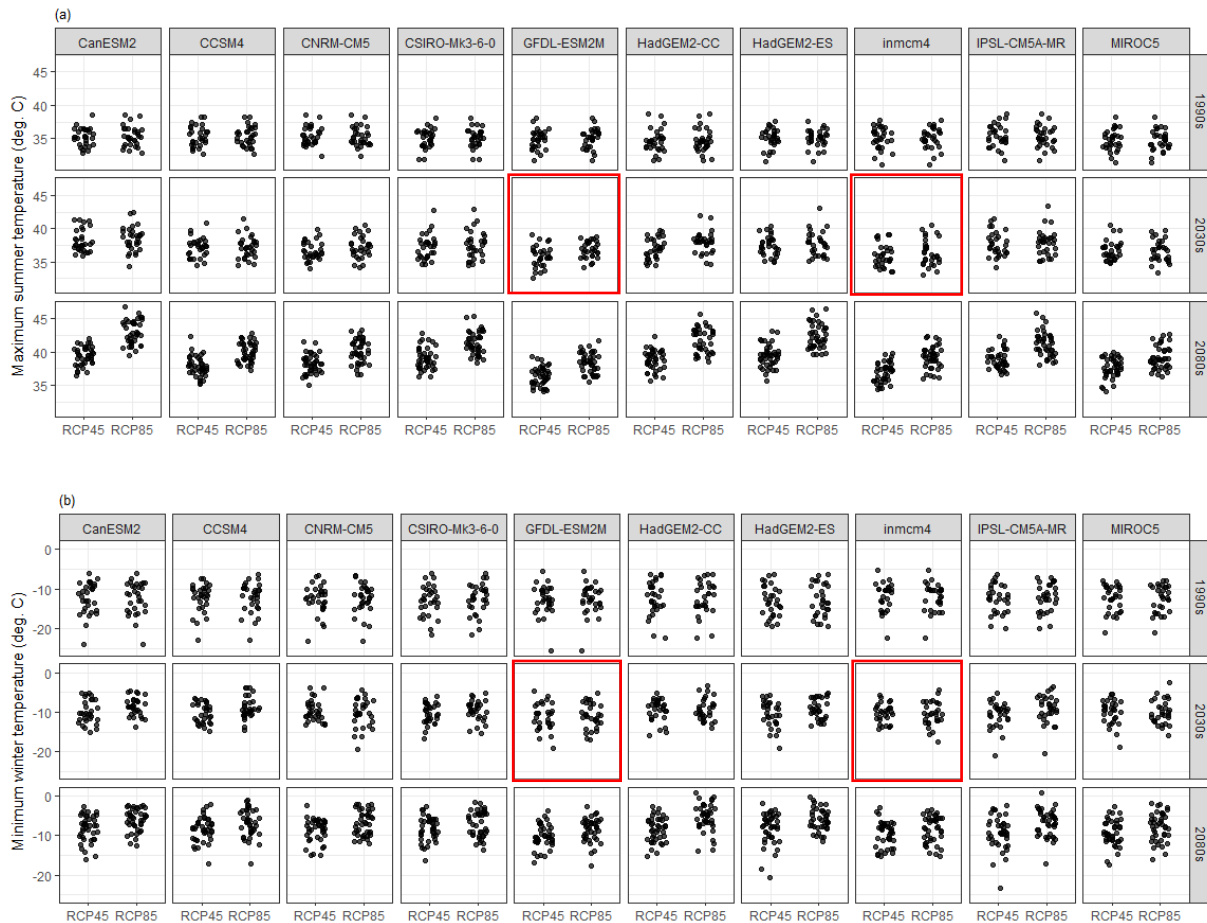 (a)
CanESM2 CCSM4 CNRM-CM5 CSIRO-Mk3-6-0 GFDL-ESM2M HadGEM2-CC HadGEM2-ES inmcm4 IPSL-CM5A-MR MIROC5
Maximum summer temperature (deg. C)
45
40
35
1990s
45
40
35
2030s
45
40
35
2080s
RCP45 RCP85 RCP45 RCP85 RCP45 RCP85 RCP45 RCP85 RCP45 RCP85 RCP45 RCP85 RCP45 RCP85 RCP45 RCP85 RCP45 RCP85 RCP45 RCP85
(b)
CanESM2 CCSM4 CNRM-CM5 CSIRO-Mk3-6-0 GFDL-ESM2M HadGEM2-CC HadGEM2-ES inmcm4 IPSL-CM5A-MR MIROC5
Minimum winter temperature (deg. C)
0
-10
-20
1990s
0
-10
-20
2030s
0
-10
-20
2080s
RCP45 RCP85 RCP45 RCP85 RCP45 RCP85 RCP45 RCP85 RCP45 RCP85 RCP45 RCP85 RCP45 RCP85 RCP45 RCP85 RCP45 RCP85 RCP45 RCP85